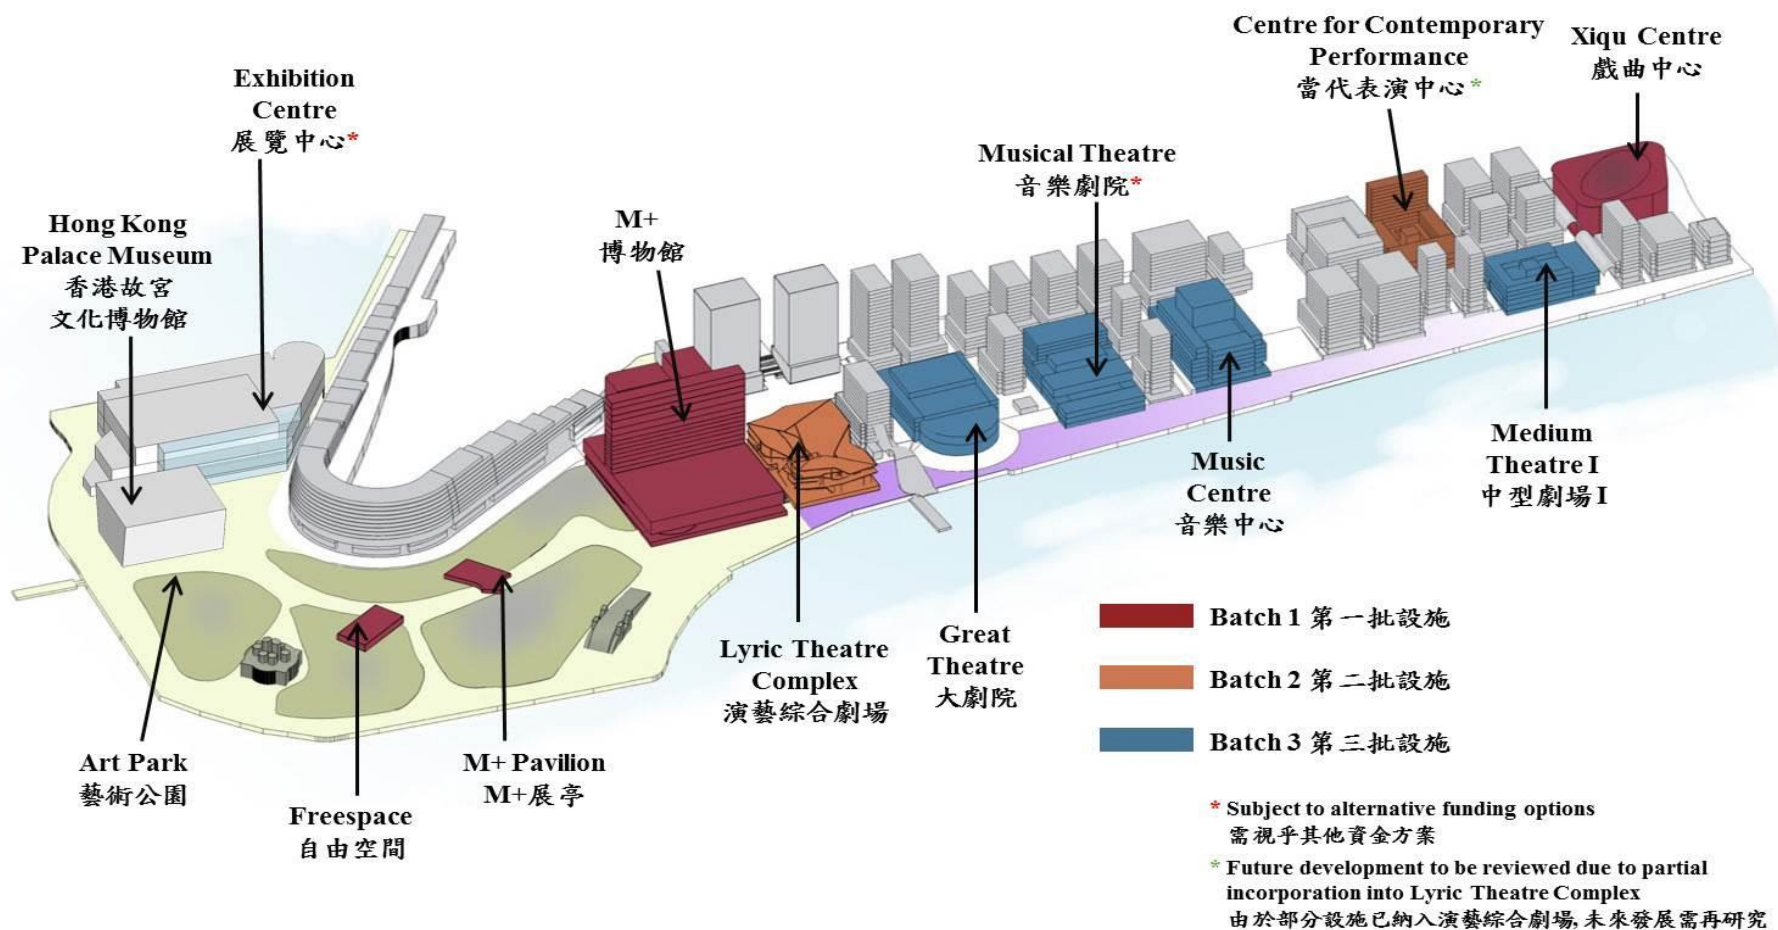 Centre for Contemporary
Performance
當代表演中心*
Xiqu Centre
戲曲中心
Exhibition
Centre
展覽中心*
Musical Theatre
音樂劇院*
Hong Kong
Palace Museum
香港故宮
文化博物館
M+
博物館
Medium
Theatre I
中型劇場 I
Music
Centre
音樂中心
Great
Theatre
大劇院
Lyric Theatre
Complex
演藝綜合劇場
Art Park
藝術公園
M+ Pavilion
M+展亭
Freespace
自由空間
Batch 1 第一批設施
Batch 2 第二批設施
Batch 3 第三批設施
* Subject to alternative funding options
需視乎其他資金方案
* Future development to be reviewed due to partial
incorporation into Lyric Theatre Complex
由於部分設施已納入演藝綜合劇場, 未來發展需再研究